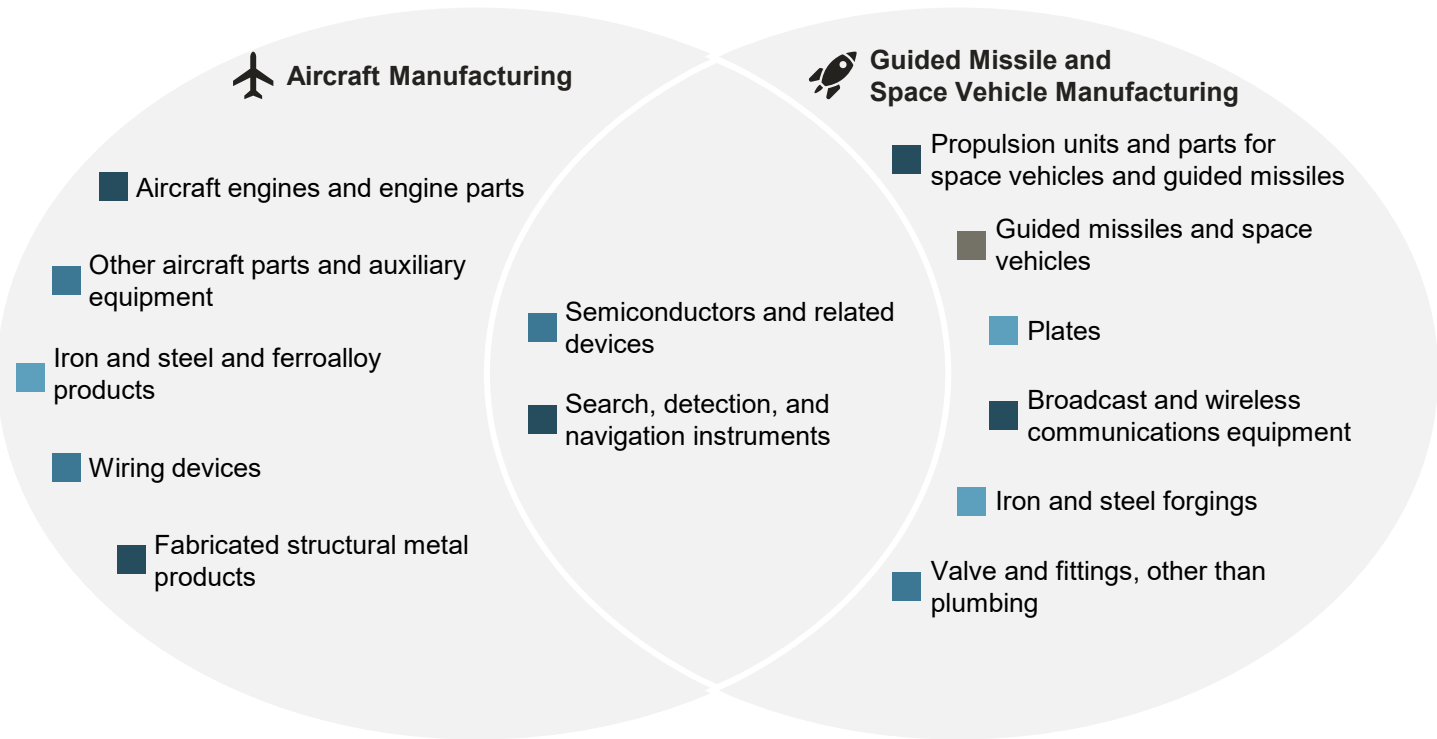 Aircraft Manufacturing
Aircraft engines and engine parts
Other aircraft parts and auxiliary
equipment
Iron and steel and ferroalloy
products
Wiring devices
Fabricated structural metal
products
Semiconductors and related
devices
Search, detection, and
navigation instruments
Guided Missile and
Space Vehicle Manufacturing
Propulsion units and parts for
space vehicles and guided missiles
Guided missiles and space
vehicles
Plates
Broadcast and wireless
communications equipment
Iron and steel forgings
Valve and fittings, other than
plumbing